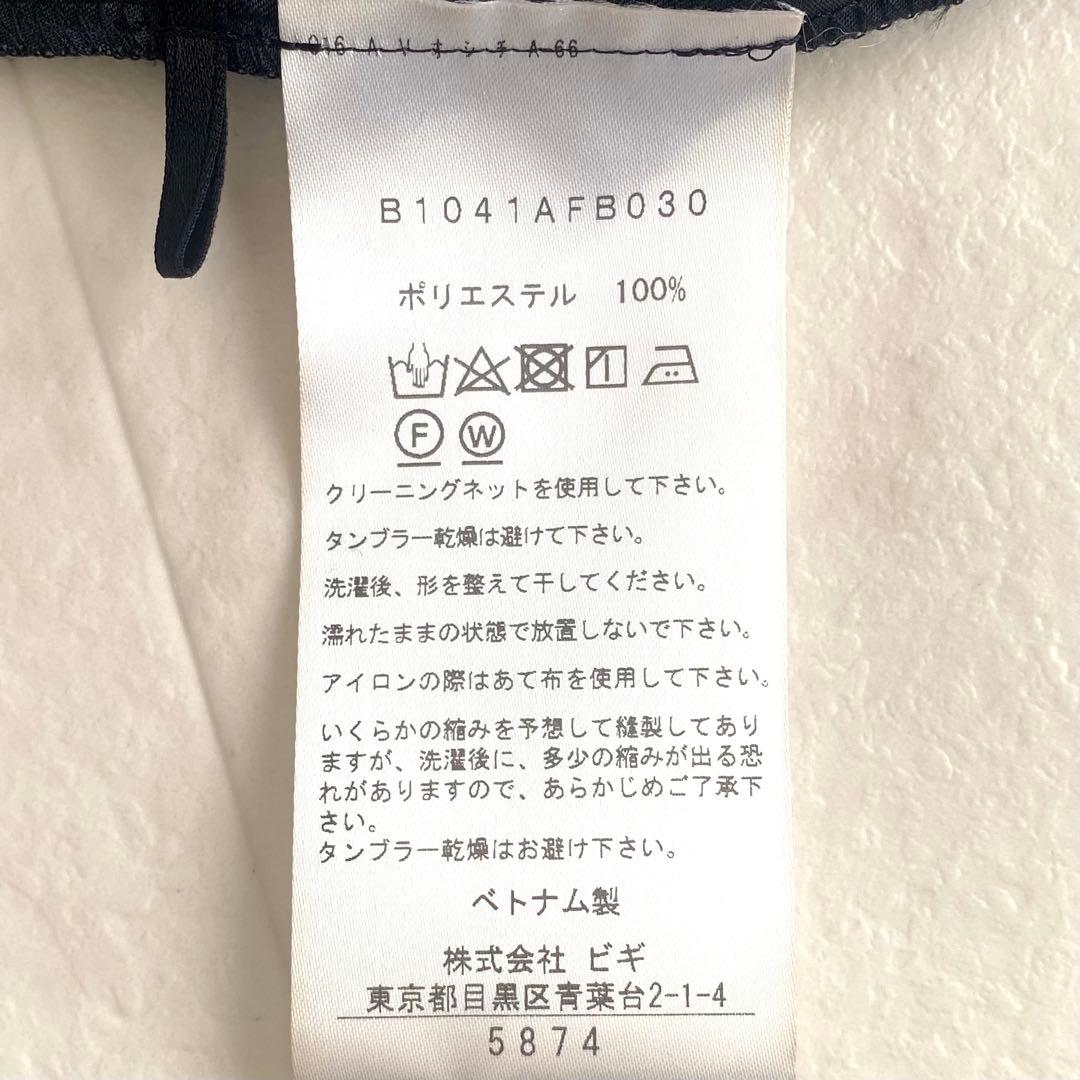 B1041AFB030
ポリエステル 100%
F W
クリーニングネットを使用して下さい。
タンブラー乾燥は避けて下さい。
洗濯後、形を整えて干してください。
濡れたままの状態で放置しないで下さい。
アイロンの際はあて布を使用して下さい。
いくらかの縮みを予想して縫製してあり
ますが、洗濯後に、多少の縮みが出る恐
れがありますので、あらかじめご了承下
さい。
タンブラー乾燥はお避け下さい。
ベトナム製
株式会社 ビギ
東京都目黒区青葉台2-1-4
5874